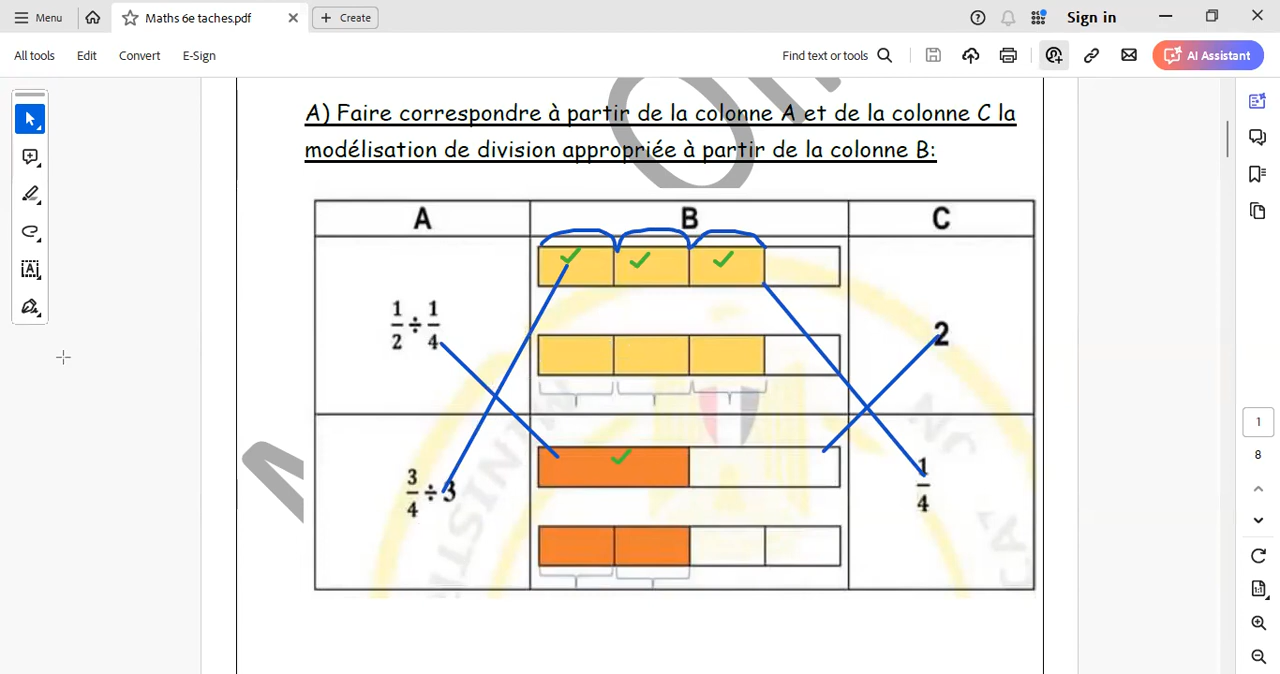 Menu
Maths 6e taches.pdf
Create
Sign in
All tools
Edit
Convert
E-Sign
Find text or tools
AI Assistant
A) Faire correspondre à partir de la colonne A et de la colonne C la
modélisation de division appropriée à partir de la colonne B:
A B C
1/2 ÷ 1/4
2
3/4 ÷ 3
1/4
1
8